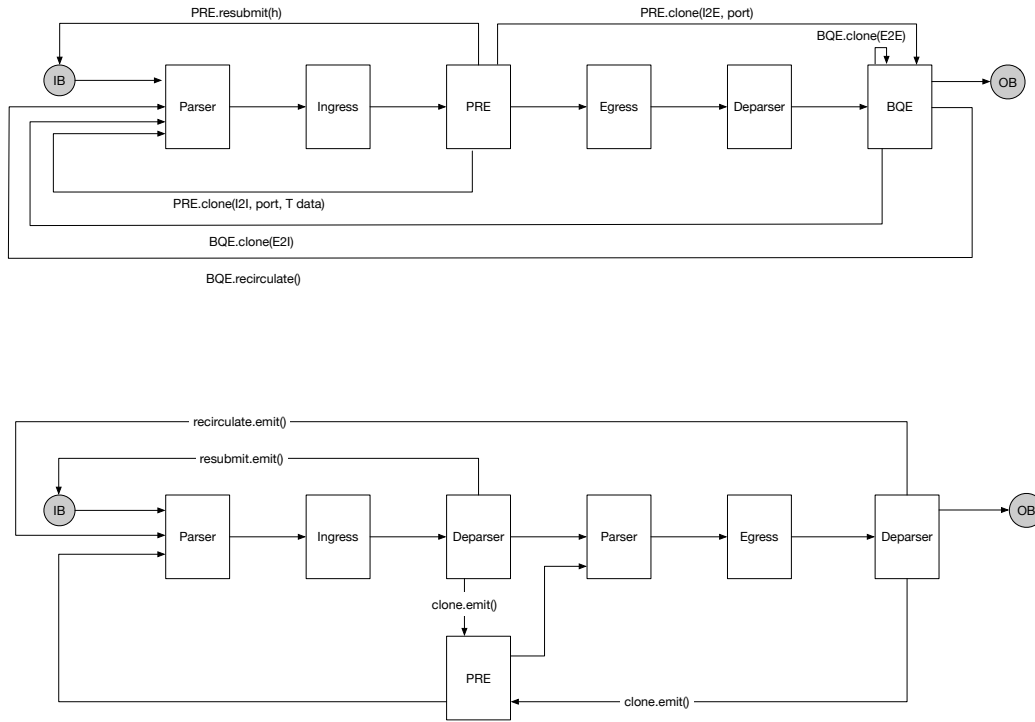 PRE.resubmit(h)
PRE.clone(I2E, port)
BQE.clone(E2E)
IB
OB
Parser
Ingress
PRE
Egress
Deparser
BQE
PRE.clone(I2I, port, T data)
BQE.clone(E2I)
BQE.recirculate()
recirculate.emit()
resubmit.emit()
IB
OB
Parser
Ingress
Deparser
Parser
Egress
Deparser
clone.emit()
PRE
clone.emit()